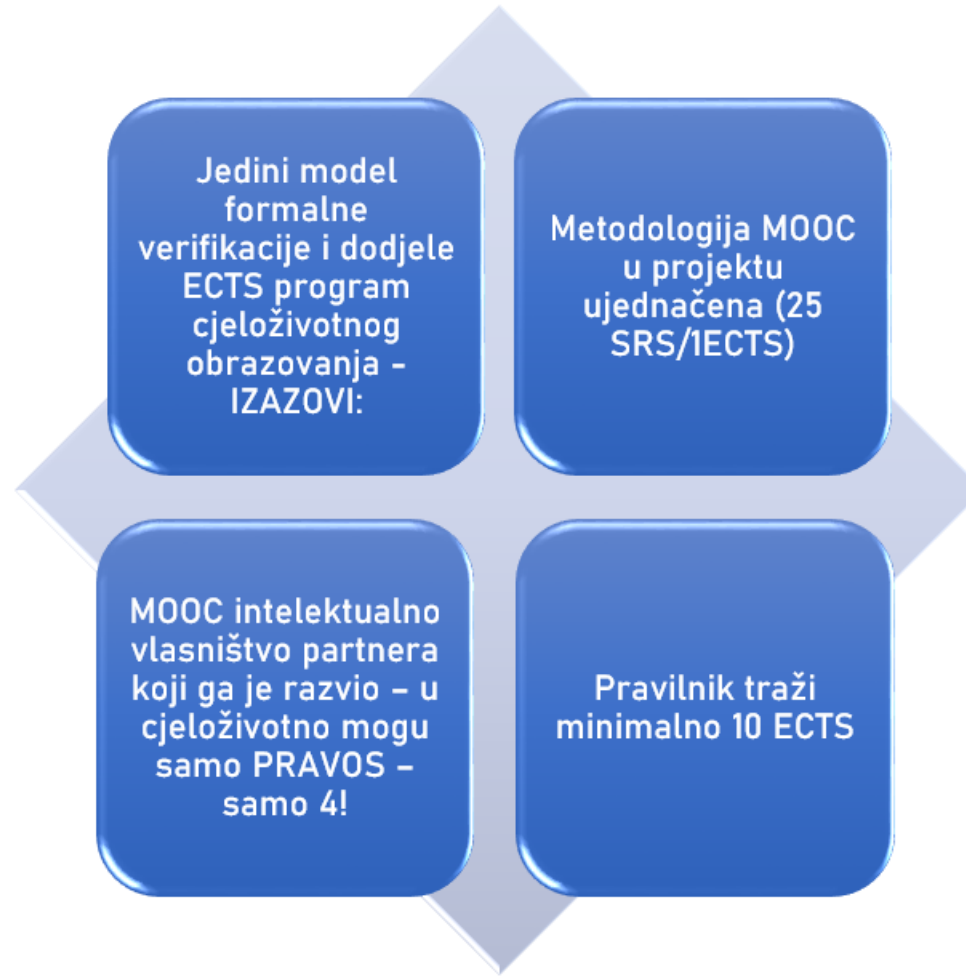 Jedini model
formalne
verifikacije i dodjele
ECTS program
cjeloživotnog
obrazovanja -
IZAZOVI:
Metodologija MOOC
u projektu
ujednačena (25
SRS/1ECTS)
MOOC intelektualno
vlasništvo partnera
koji ga je razvio – u
cjeloživotno mogu
samo PRAVOS –
samo 4!
Pravilnik traži
minimalno 10 ECTS